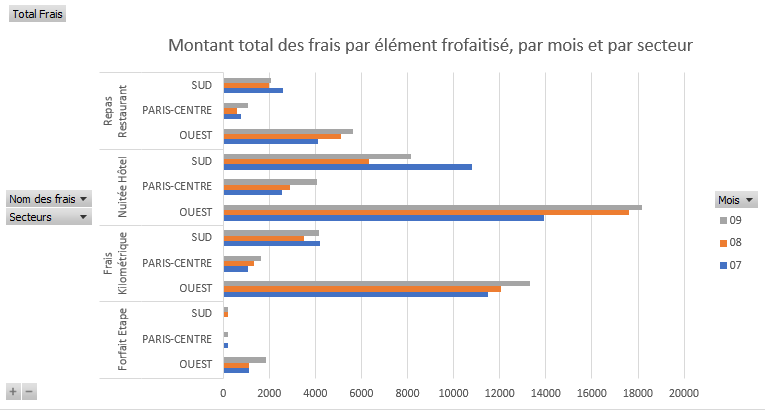 Total Frais
Montant total des frais par élément frofaitisé, par mois et par secteur
Repas
Restaurant
SUD
PARIS-CENTRE
OUEST
Nuitée Hôtel
SUD
PARIS-CENTRE
OUEST
Frais
Kilométrique
SUD
PARIS-CENTRE
OUEST
Forfait Etape
SUD
PARIS-CENTRE
OUEST
0 2000 4000 6000 8000 10000 12000 14000 16000 18000 20000
Nom des frais
Secteurs
Mois
09
08
07
+ −